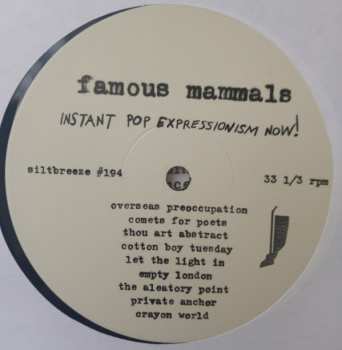 famous mammals
INSTANT POP EXPRESSIONISM NOW!
siltbreeze #194
33 1/3 rpm
overseas preoccupation
comets for poets
thou art abstract
cotton boy tuesday
let the light in
empty london
the aleatory point
private anchor
crayon world